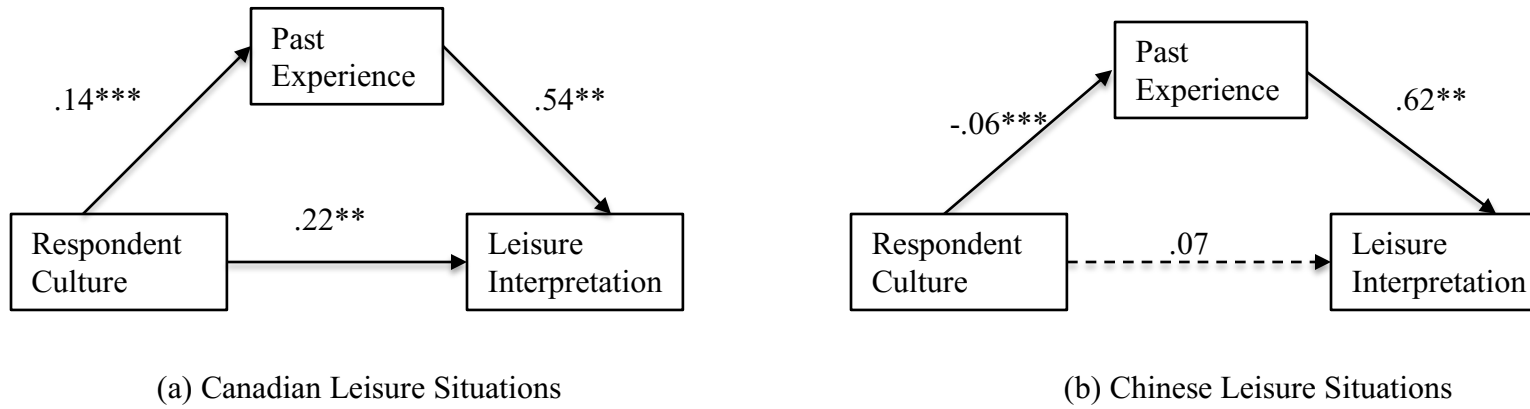 Past
Experience
.14***
.54**
.22**
Respondent
Culture
Leisure
Interpretation
(a) Canadian Leisure Situations
Past
Experience
-.06***
.62**
.07
Respondent
Culture
Leisure
Interpretation
(b) Chinese Leisure Situations